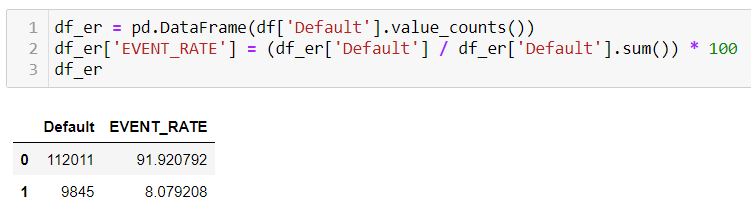 1 df_er = pd.DataFrame(df['Default'].value_counts())
2 df_er['EVENT_RATE'] = (df_er['Default'] / df_er['Default'].sum()) * 100
3 df_er
Default EVENT_RATE
0 112011 91.920792
1 9845 8.079208